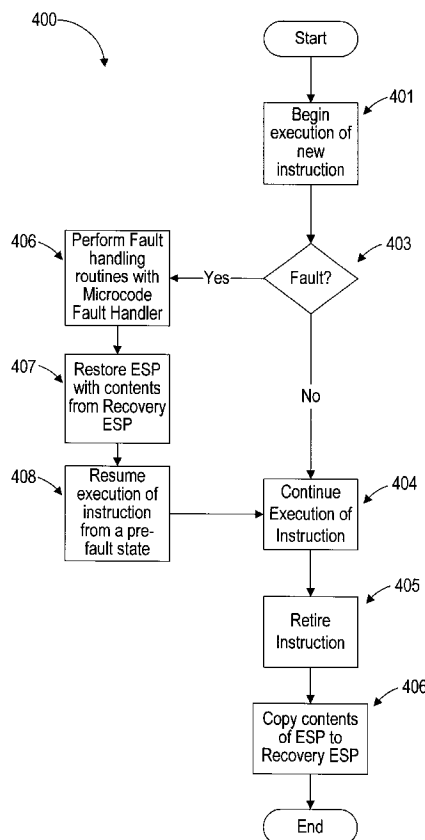 400
Start
401
Begin
execution of
new
instruction
403
Fault?
Yes
No
406
Perform Fault
handling
routines with
Microcode
Fault Handler
407
Restore ESP
with contents
from Recovery
ESP
408
Resume
execution of
instruction
from a pre-
fault state
404
Continue
Execution of
Instruction
405
Retire
Instruction
406
Copy contents
of ESP to
Recovery ESP
End